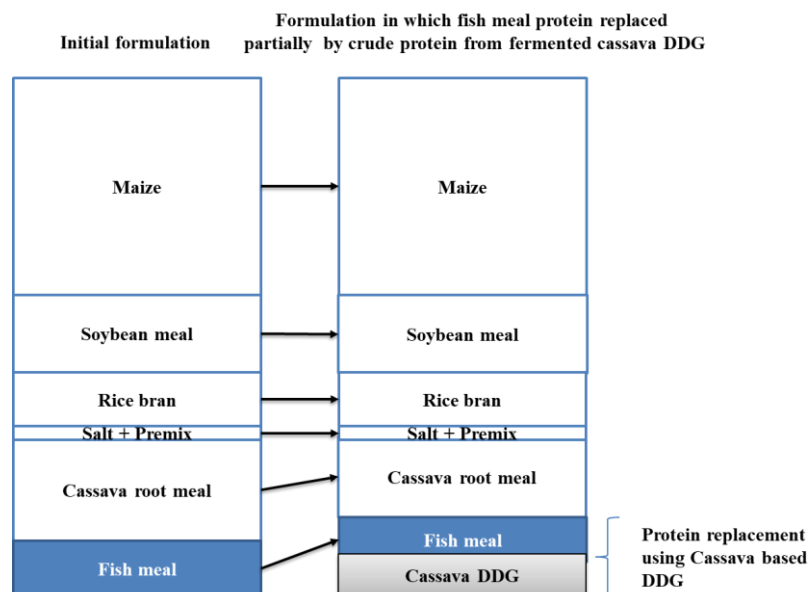 Initial formulation
Formulation in which fish meal protein replaced
partially by crude protein from fermented cassava DDG
Maize
Maize
Soybean meal
Soybean meal
Rice bran
Rice bran
Salt + Premix
Salt + Premix
Cassava root meal
Cassava root meal
Fish meal
Fish meal
Cassava DDG
Protein replacement
using Cassava based
DDG